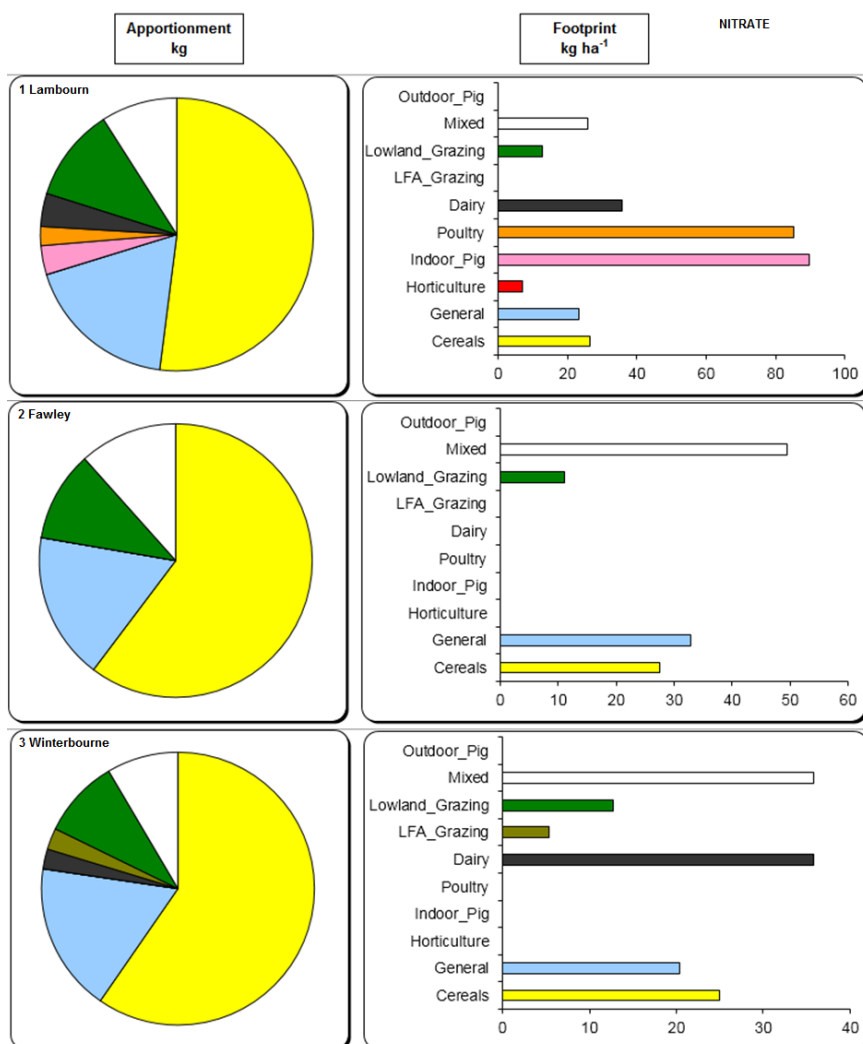 Apportionment
kg
Footprint
kg ha-1
NITRATE
1 Lambourn
Outdoor_Pig
Mixed
Lowland_Grazing
LFA_Grazing
Dairy
Poultry
Indoor_Pig
Horticulture
General
Cereals
0 20 40 60 80 100
2 Fawley
Outdoor_Pig
Mixed
Lowland_Grazing
LFA_Grazing
Dairy
Poultry
Indoor_Pig
Horticulture
General
Cereals
0 10 20 30 40 50 60
3 Winterbourne
Outdoor_Pig
Mixed
Lowland_Grazing
LFA_Grazing
Dairy
Poultry
Indoor_Pig
Horticulture
General
Cereals
0 10 20 30 40